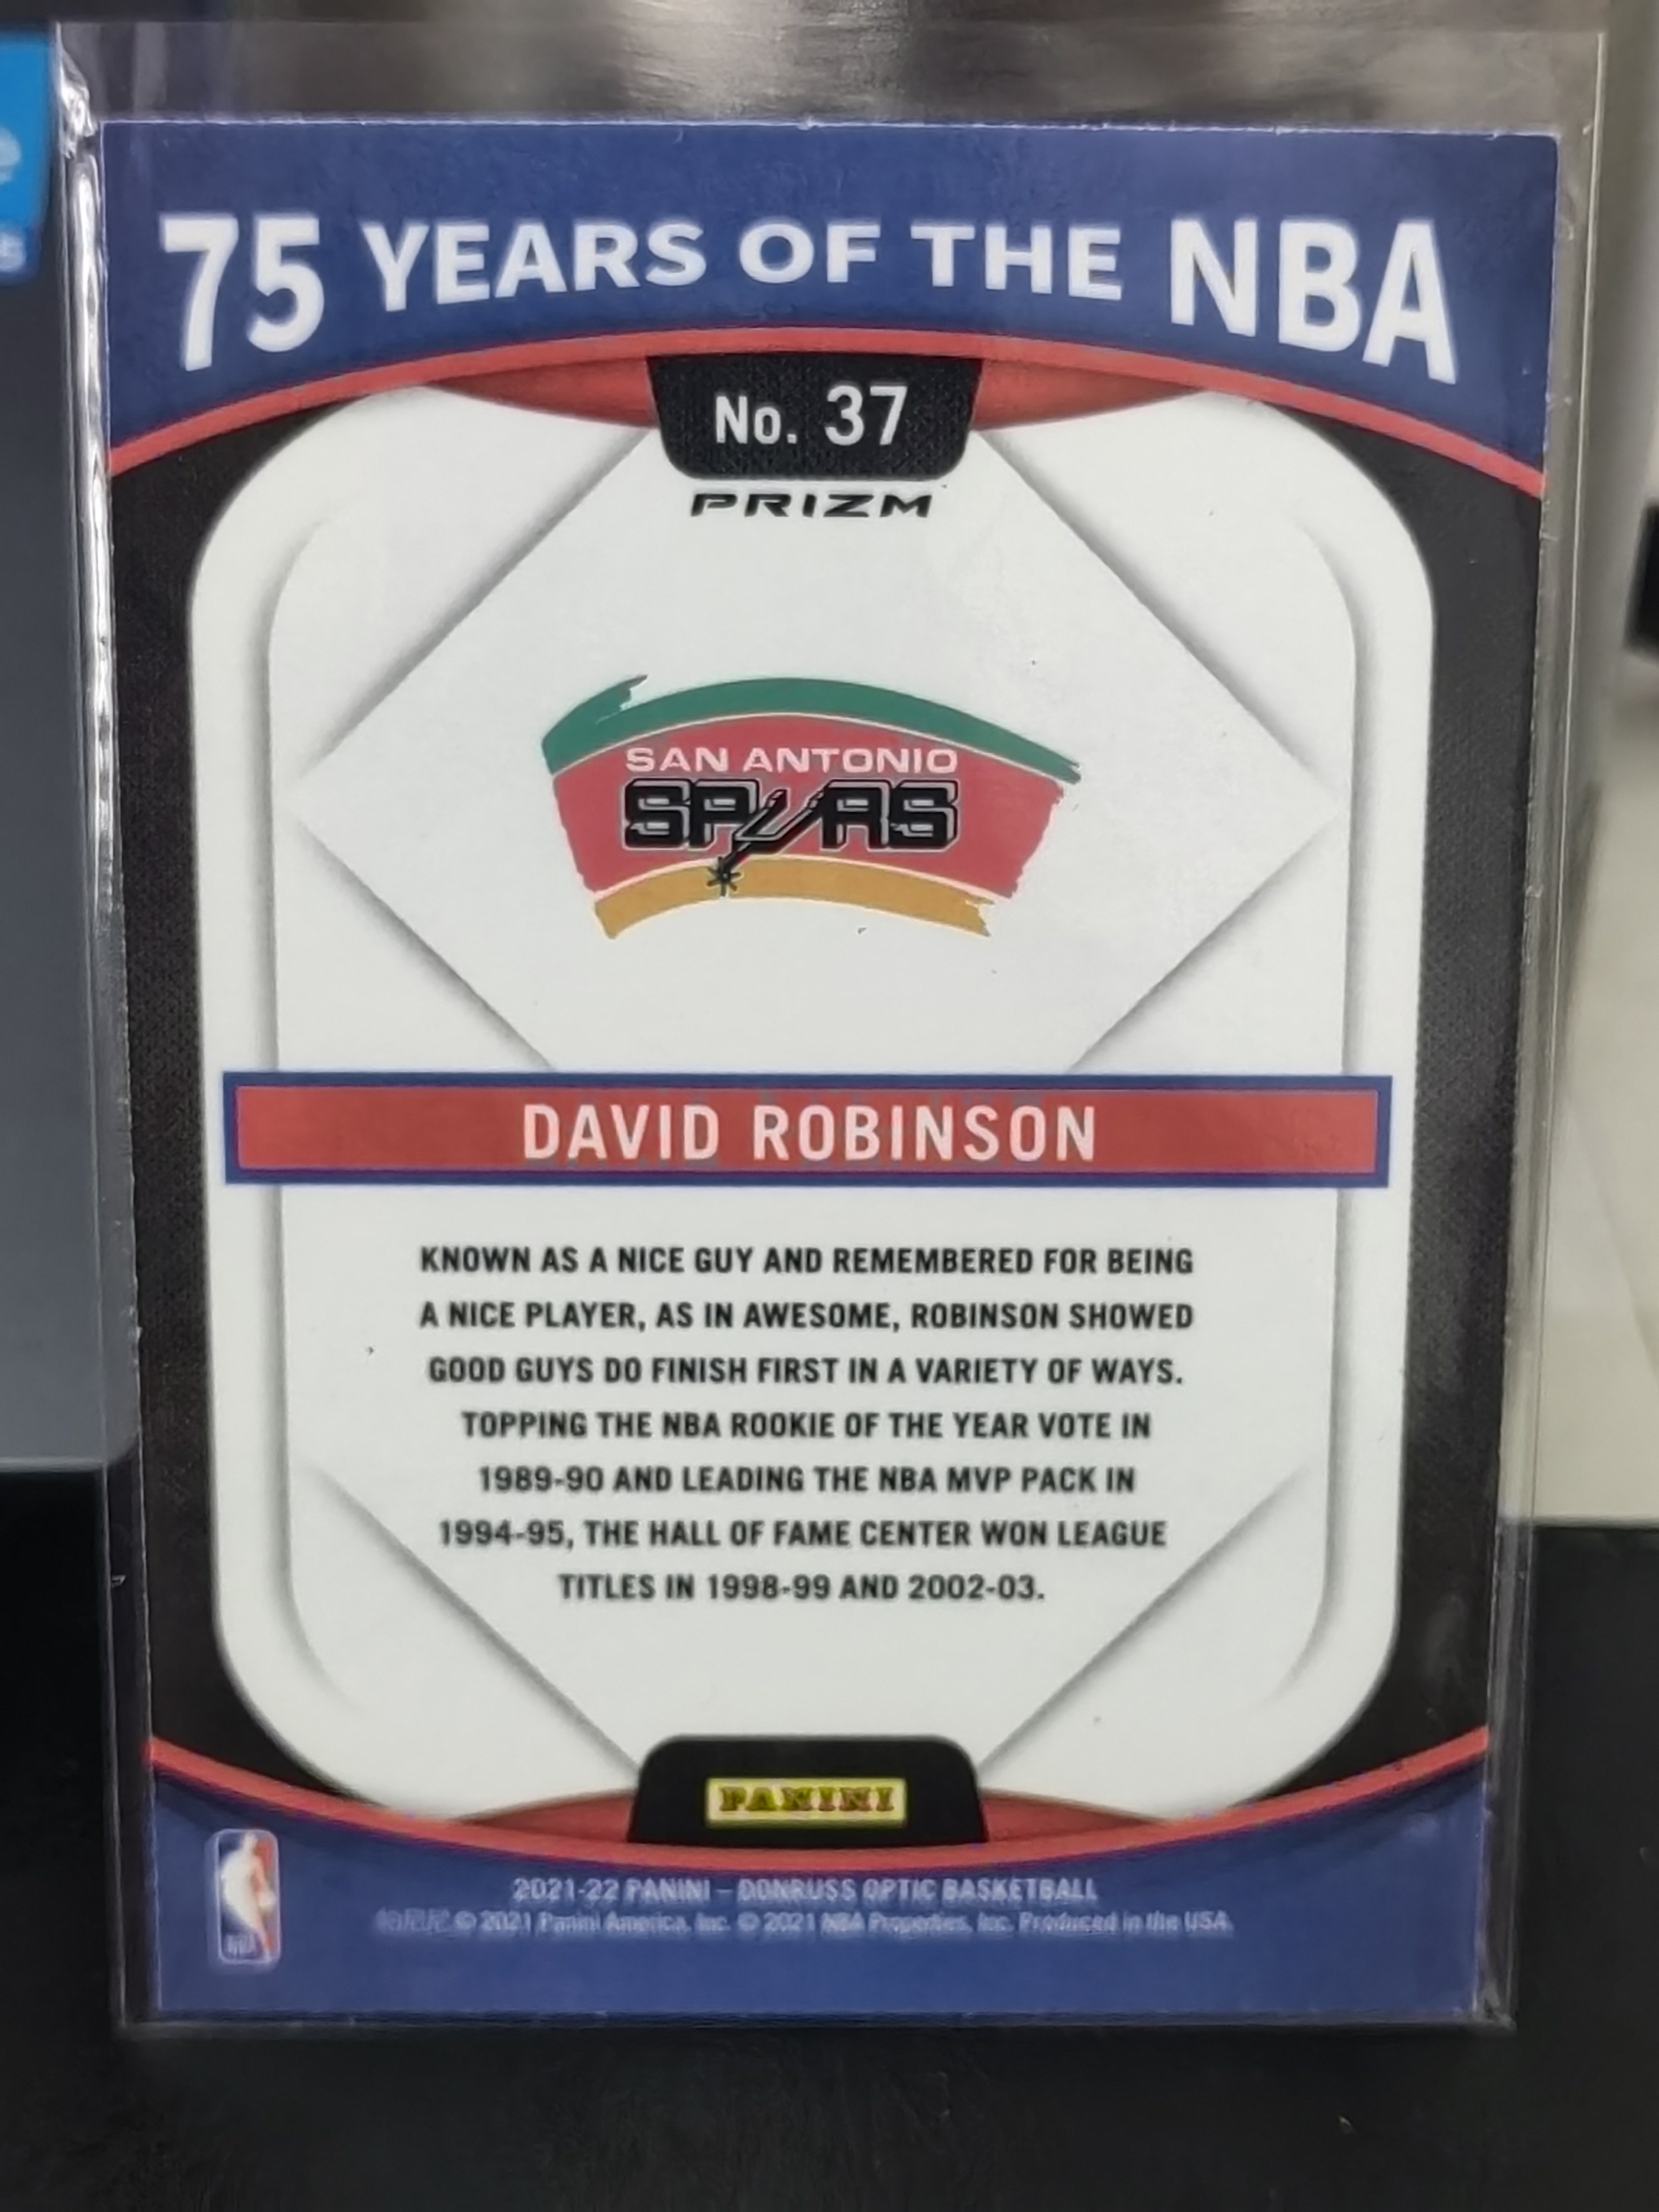 75 YEARS OF THE NBA
No. 37
PRIZM
SAN ANTONIO
SPURS
DAVID ROBINSON
KNOWN AS A NICE GUY AND REMEMBERED FOR BEING
A NICE PLAYER, AS IN AWESOME, ROBINSON SHOWED
GOOD GUYS DO FINISH FIRST IN A VARIETY OF WAYS.
TOPPING THE NBA ROOKIE OF THE YEAR VOTE IN
1989-90 AND LEADING THE NBA MVP PACK IN
1994-95, THE HALL OF FAME CENTER WON LEAGUE
TITLES IN 1998-99 AND 2002-03.
PANINI
NBA
2021-22 PANINI – DONRUSS OPTIC BASKETBALL
© 2021 Panini America, Inc. © 2021 NBA Properties, Inc. Produced in the USA.